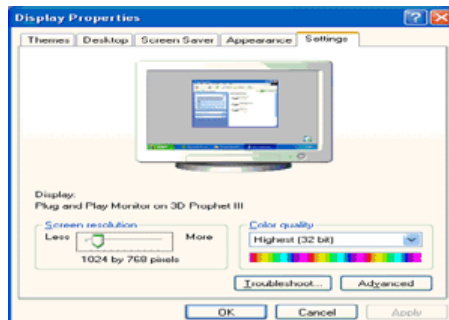 Display Properties
Themes Desktop Screen Saver Appearance Settings
Display:
Plug and Play Monitor on 3D Prophet III
Screen resolution
Less More
1024 by 768 pixels
Color quality
Highest (32 bit)
Troubleshoot... Advanced
OK Cancel Apply